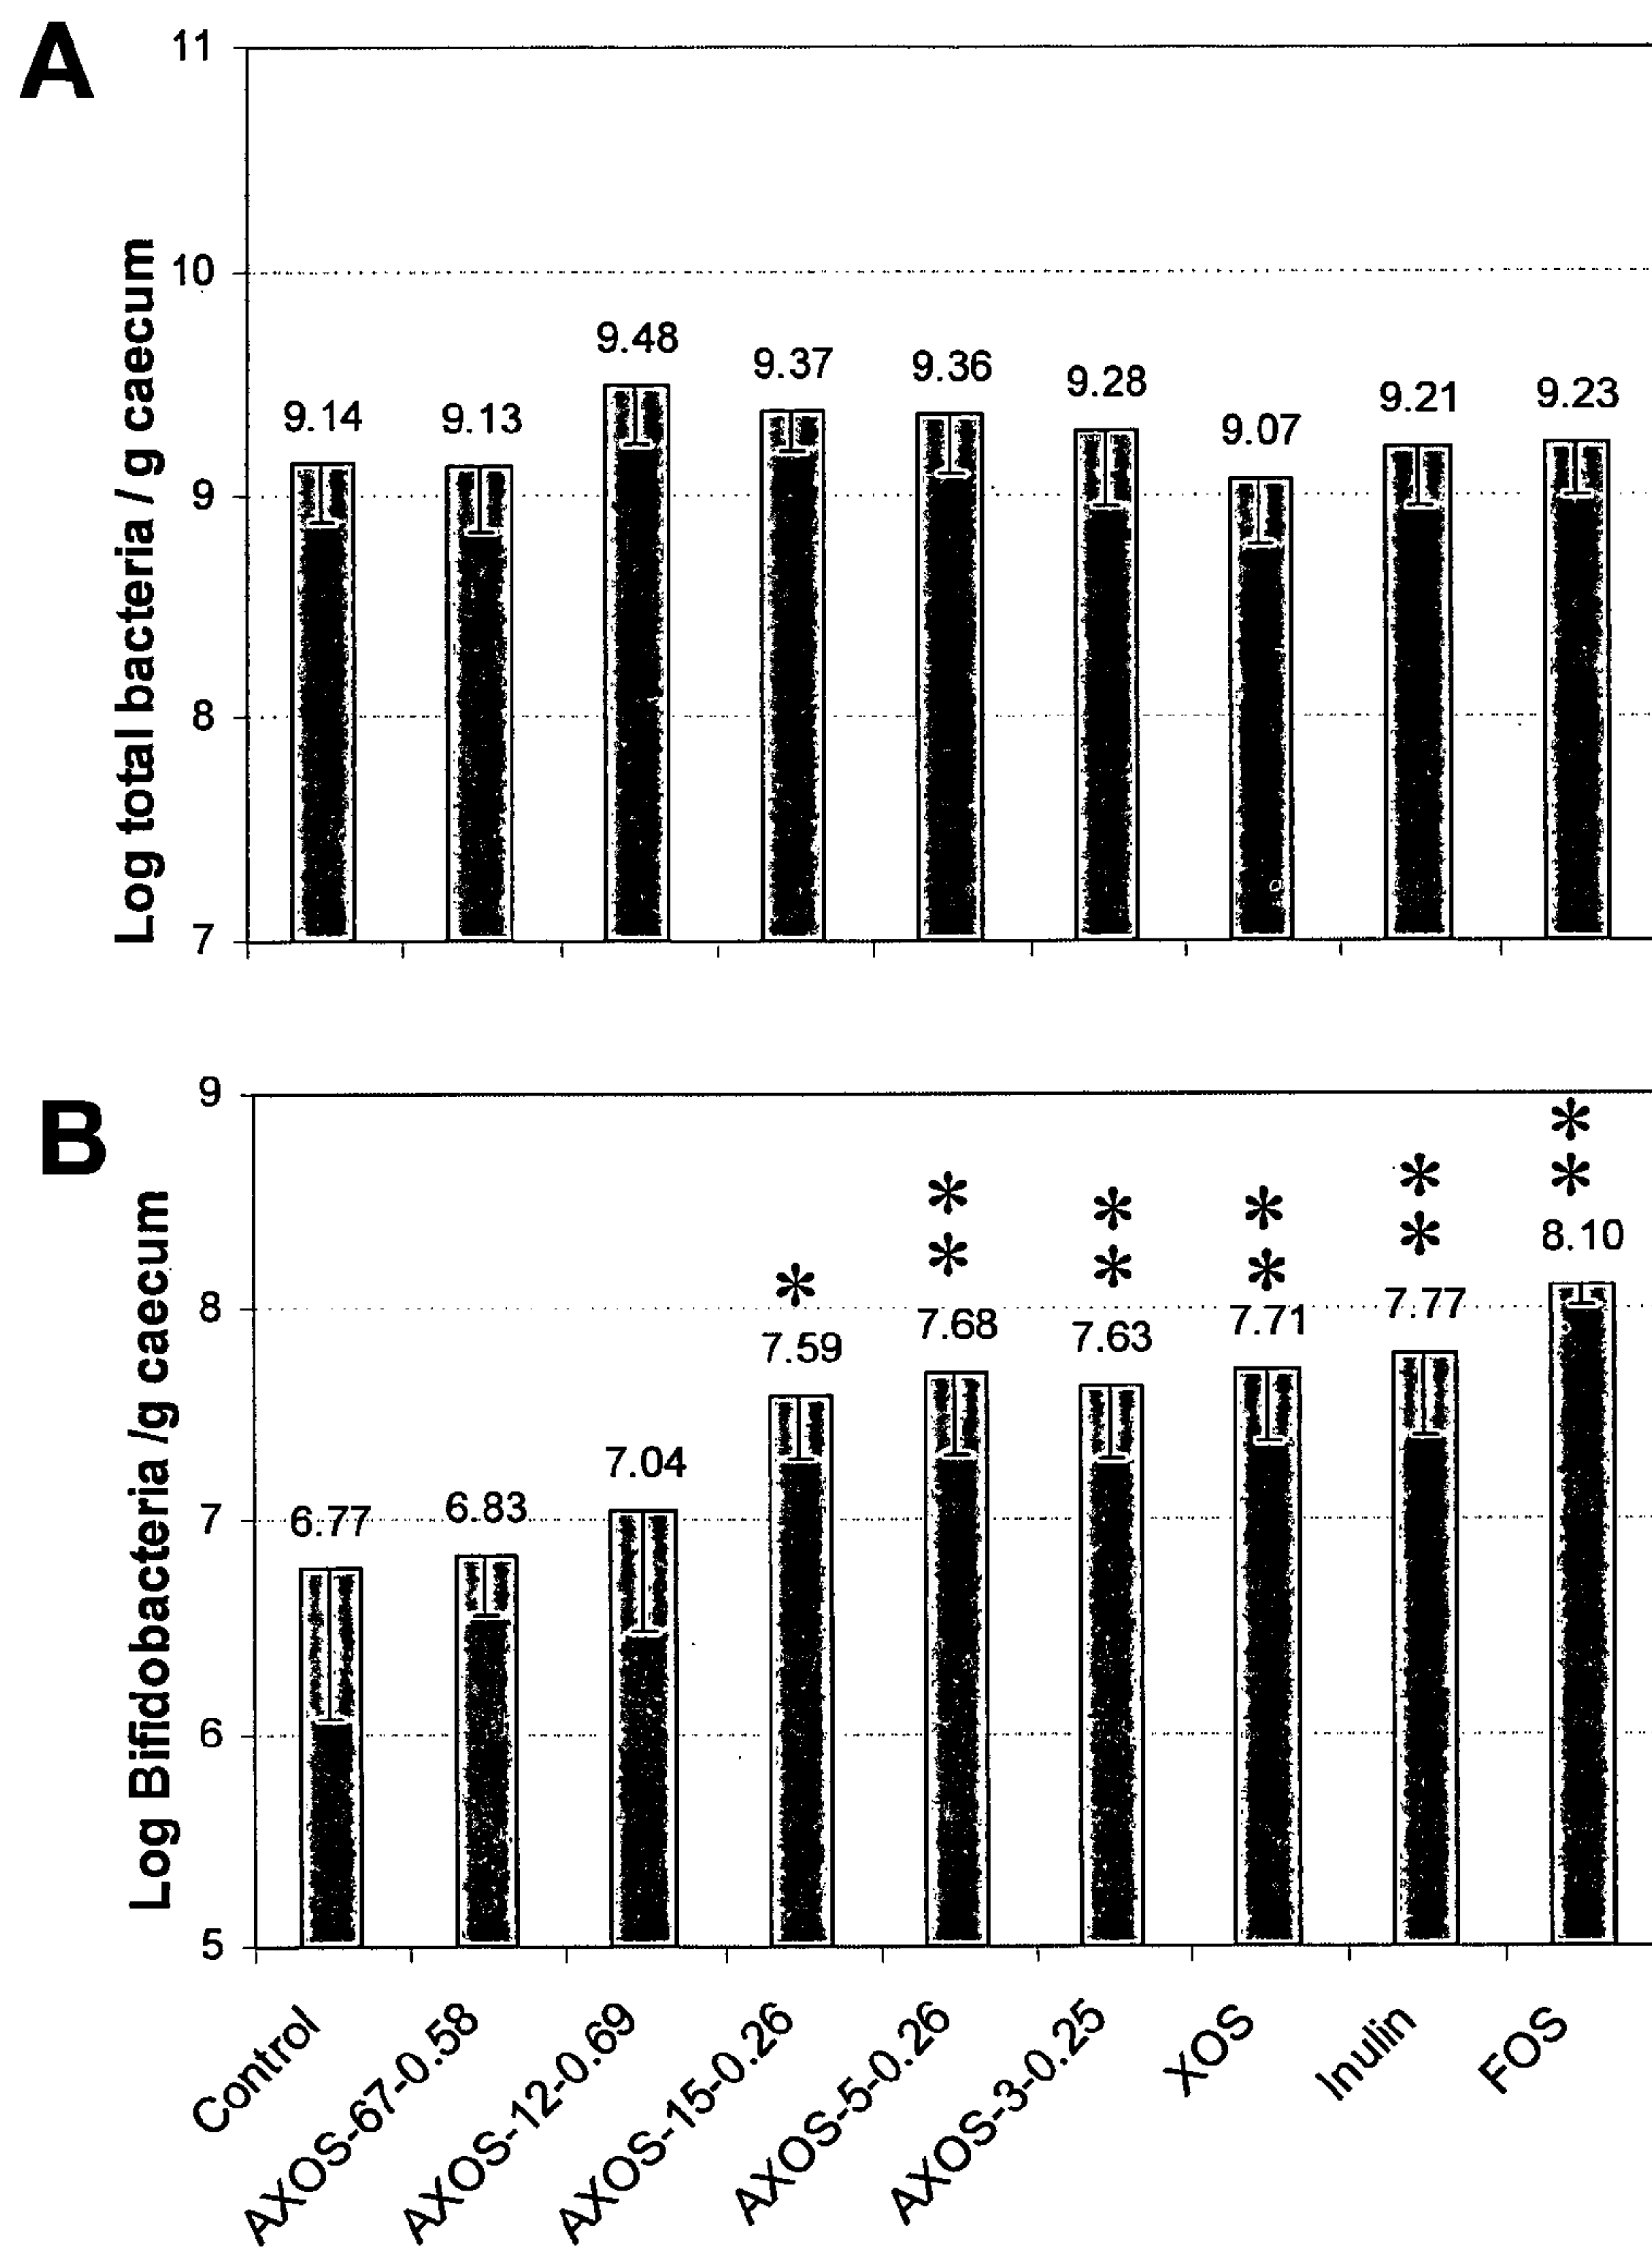 A
Log total bacteria / g caecum
11
10
9
8
7
9.14
9.13
9.48
9.37
9.36
9.28
9.07
9.21
9.23
B
Log Bifidobacteria /g caecum
9
8
7
6
5
6.77
6.83
7.04
*
7.59
**
7.68
**
7.63
**
7.71
**
7.77
**
8.10
Control
AXOS-67-0.58
AXOS-12-0.69
AXOS-15-0.26
AXOS-5-0.26
AXOS-3-0.25
XOS
Inulin
FOS